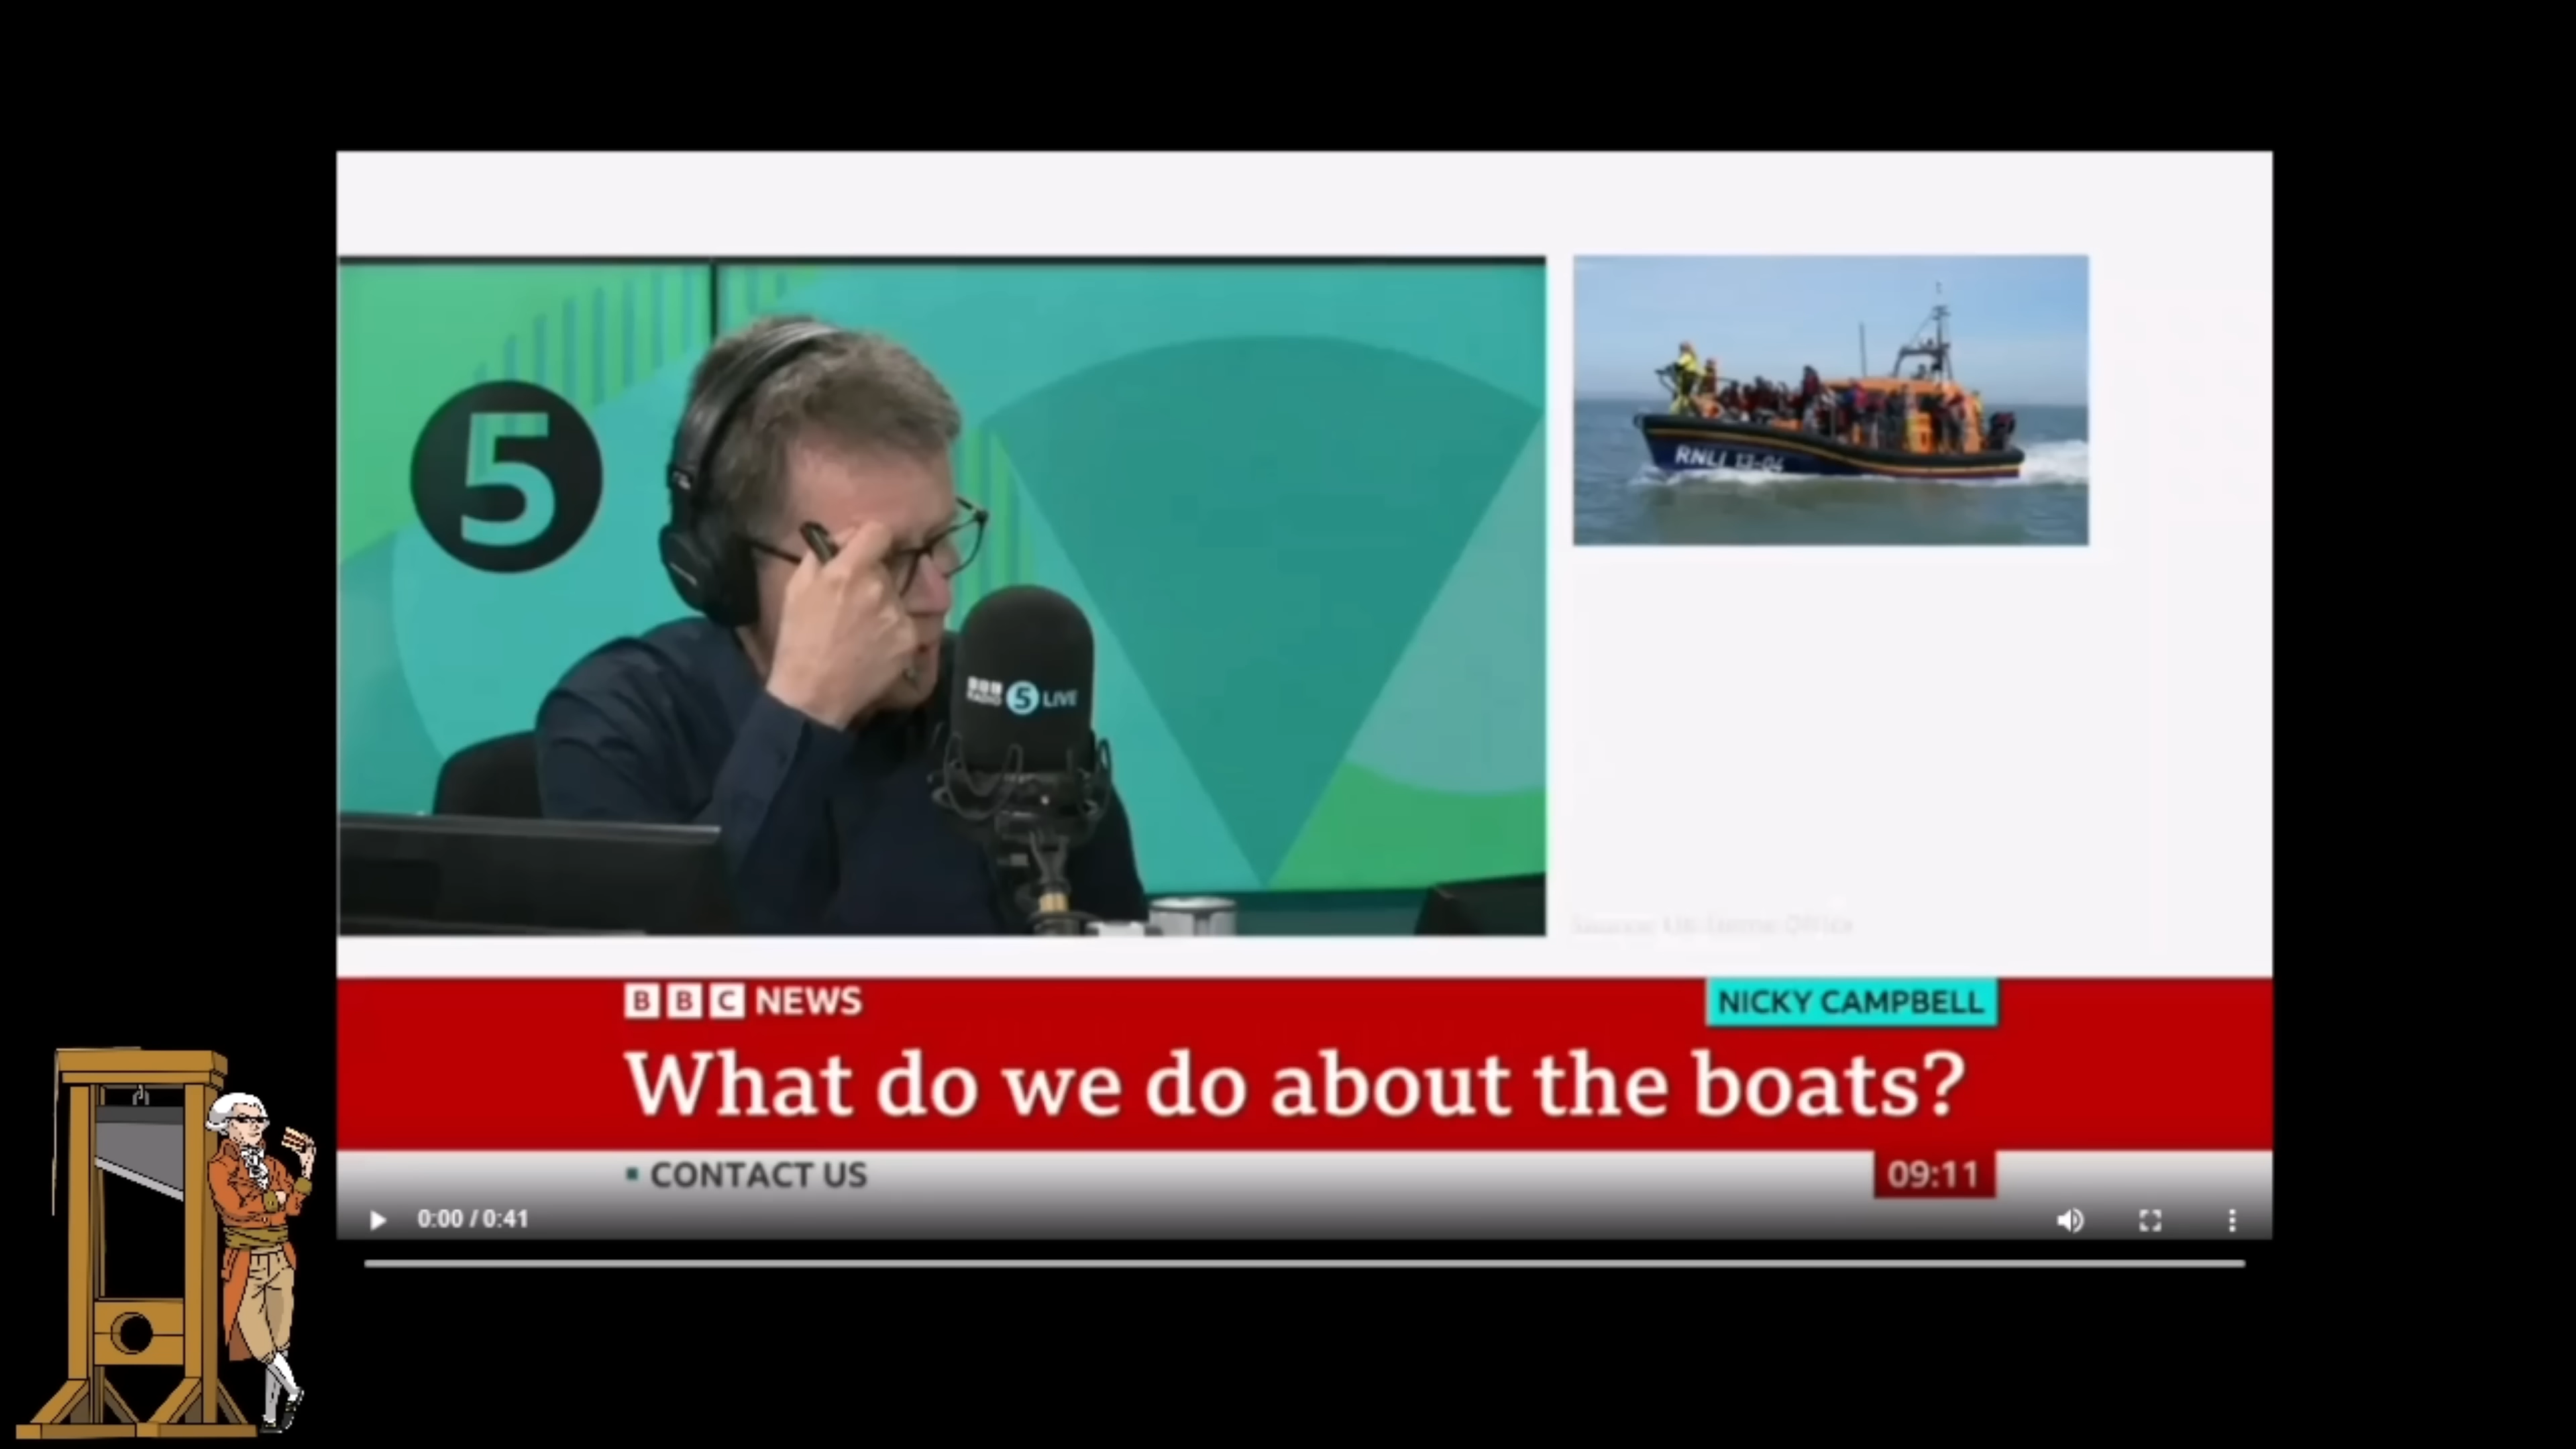 5
RNLI 13-04
BBC
RADIO 5 LIVE
BBC NEWS
NICKY CAMPBELL
What do we do about the boats?
CONTACT US
09:11
0:00 / 0:41